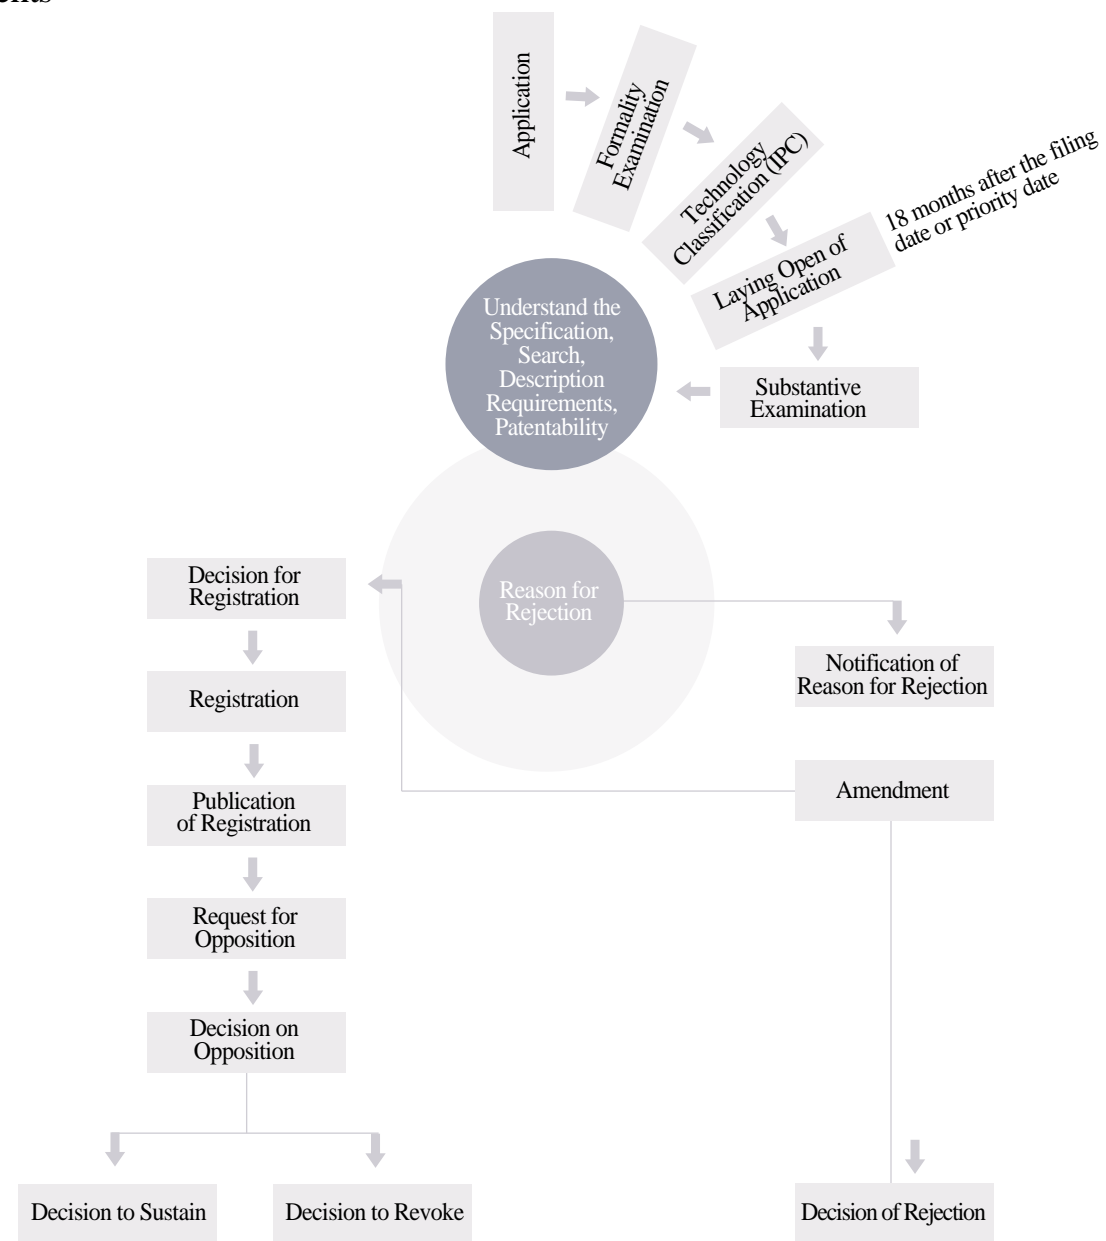 Application
Formality
Examination
Technology
Classification (IPC)
18 months after the filing
date or priority date
Laying Open of
Application
Understand the
Specification,
Search,
Description
Requirements,
Patentability
Substantive
Examination
Decision for
Registration
Reason for
Rejection
Notification of
Reason for Rejection
Registration
Amendment
Publication
of Registration
Request for
Opposition
Decision on
Opposition
Decision to Sustain
Decision to Revoke
Decision of Rejection